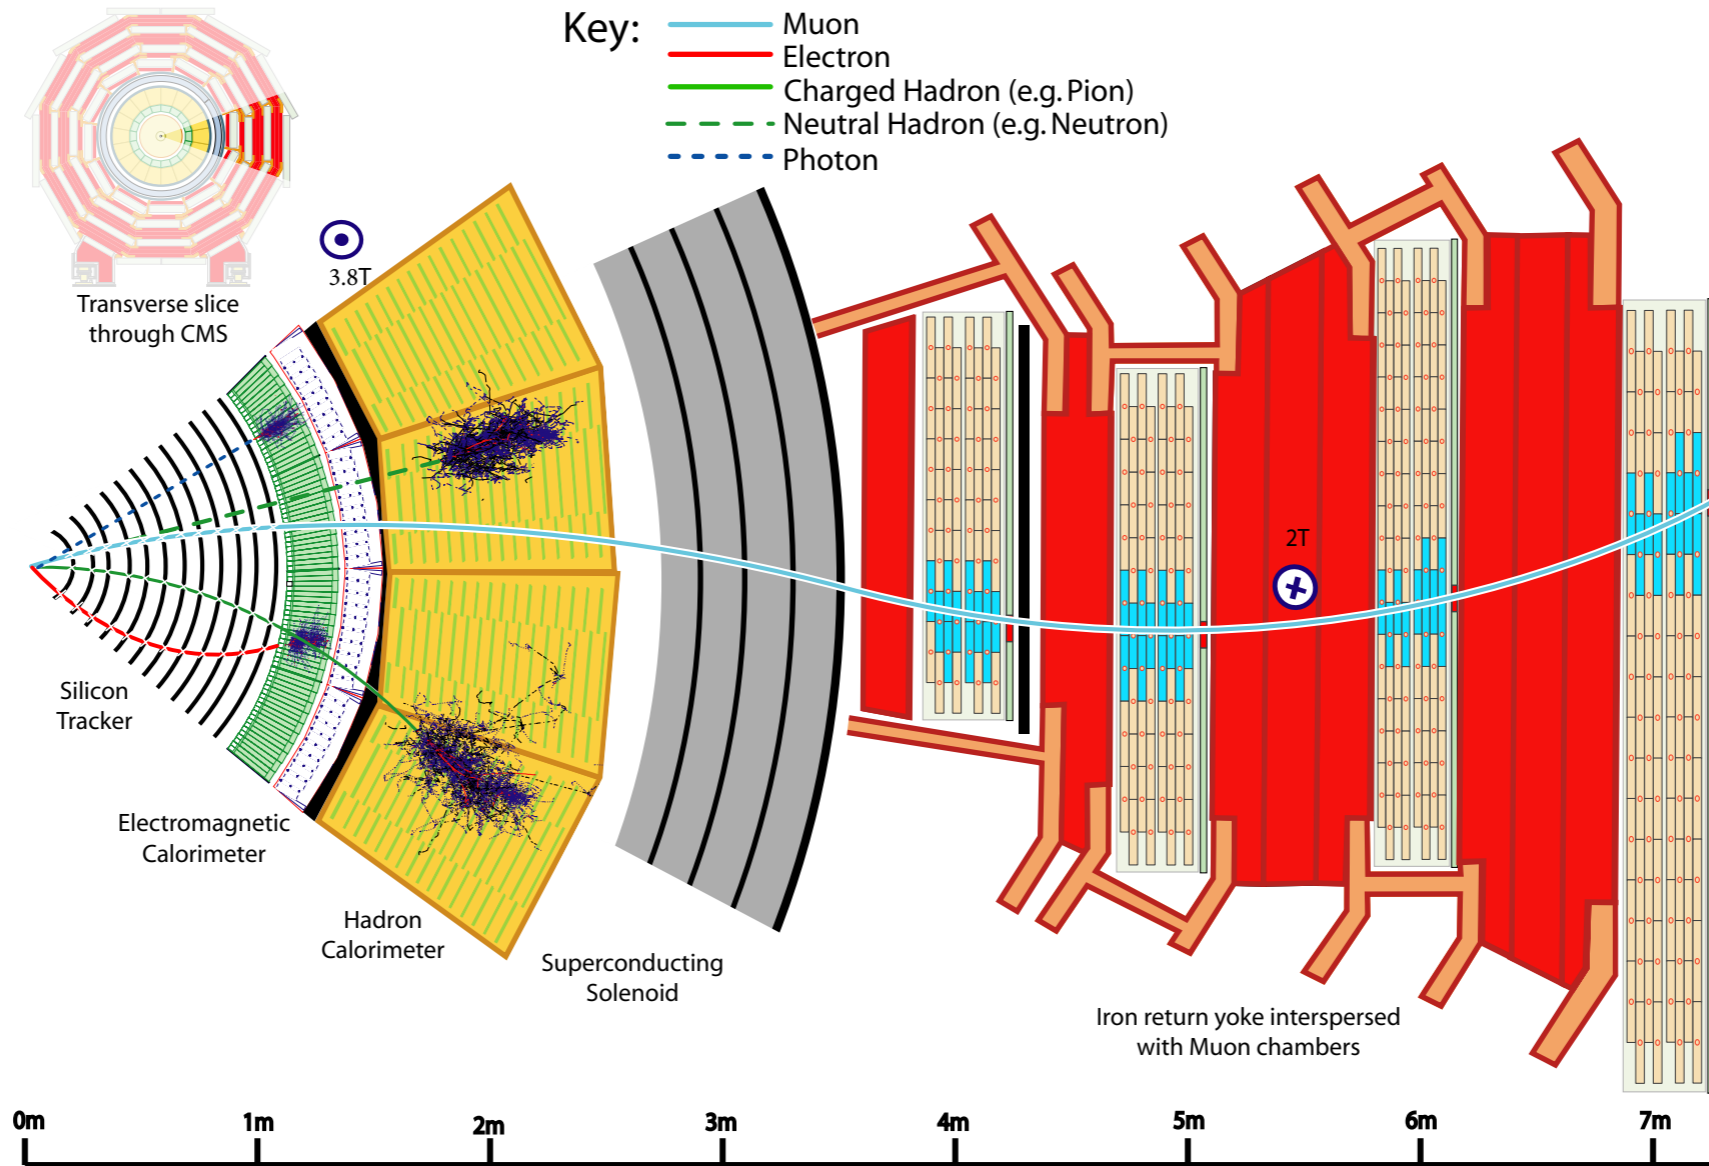 Key:
Muon
Electron
Charged Hadron (e.g. Pion)
Neutral Hadron (e.g. Neutron)
Photon
Transverse slice
through CMS
3.8T
2T
Silicon
Tracker
Electromagnetic
Calorimeter
Hadron
Calorimeter
Superconducting
Solenoid
Iron return yoke interspersed
with Muon chambers
0m 1m 2m 3m 4m 5m 6m 7m